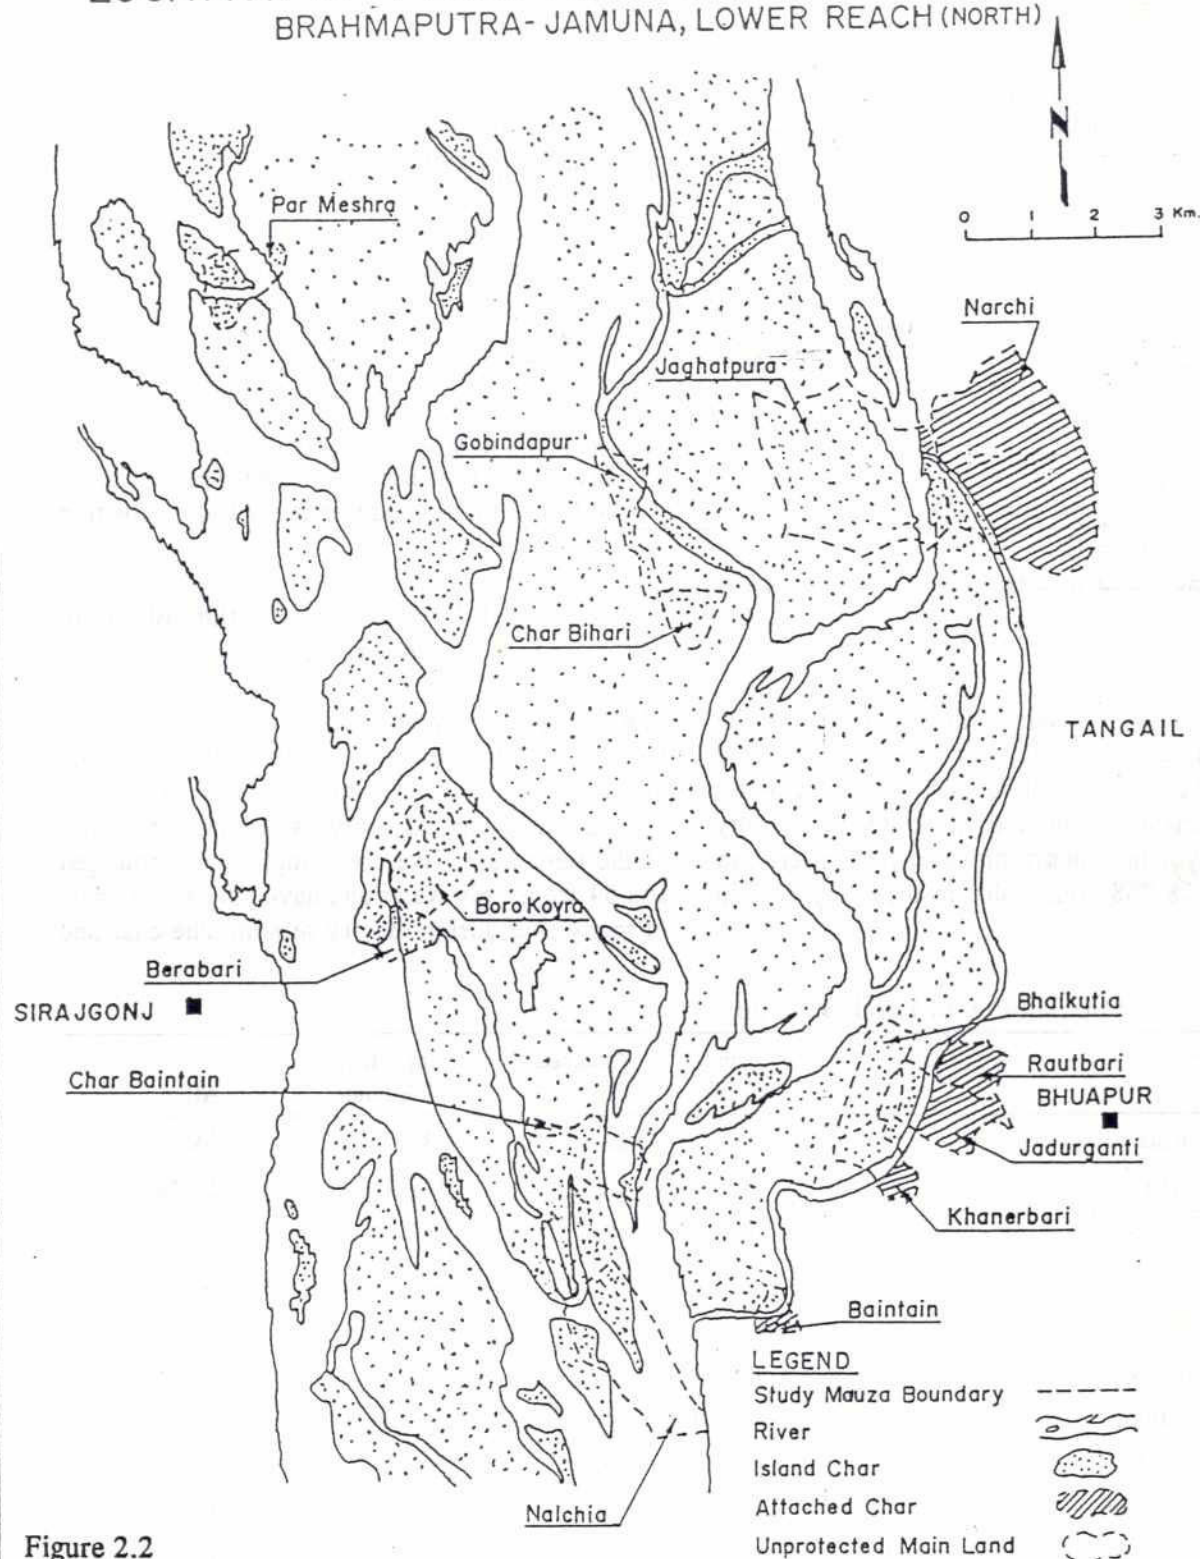 BRAHMAPUTRA- JAMUNA, LOWER REACH (NORTH)
N
0 1 2 3 Km.
Par Meshra
Narchi
Jaghatpura
Gobindapur
Char Bihari
TANGAIL
Boro Koyra
Berabari
SIRAJGONJ
Bhalkutia
Char Baintain
Rautbari
BHUAPUR
Jadurganti
Khanerbari
Baintain
LEGEND
Study Mauza Boundary
River
Island Char
Attached Char
Unprotected Main Land
Nalchia
Figure 2.2